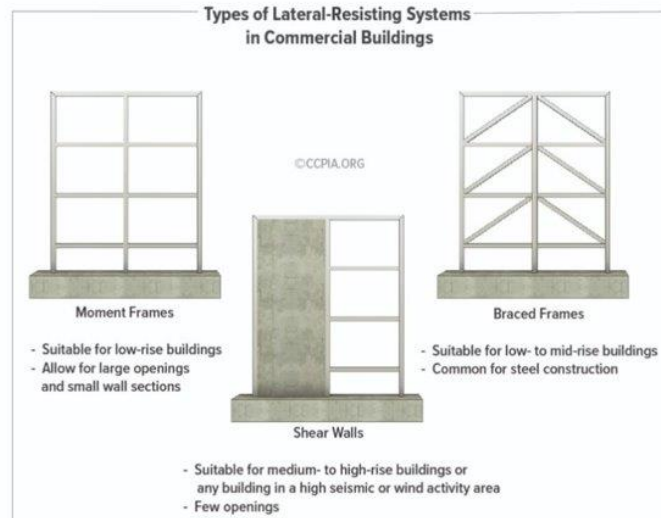 Types of Lateral-Resisting Systems
in Commercial Buildings
©CCPIA.ORG
Moment Frames
- Suitable for low-rise buildings
- Allow for large openings
and small wall sections
Braced Frames
- Suitable for low- to mid-rise buildings
- Common for steel construction
Shear Walls
- Suitable for medium- to high-rise buildings or
any building in a high seismic or wind activity area
- Few openings